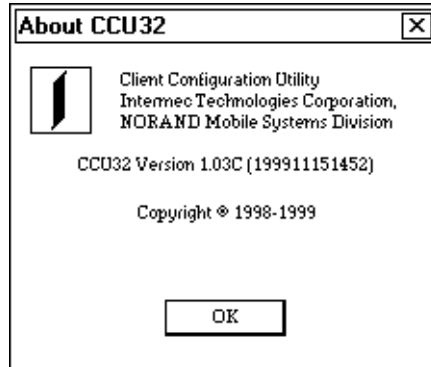 About CCU32
Client Configuration Utility
Intermec Technologies Corporation,
NORAND Mobile Systems Division
CCU32 Version 1.03C (199911151452)
Copyright ® 1998-1999
OK